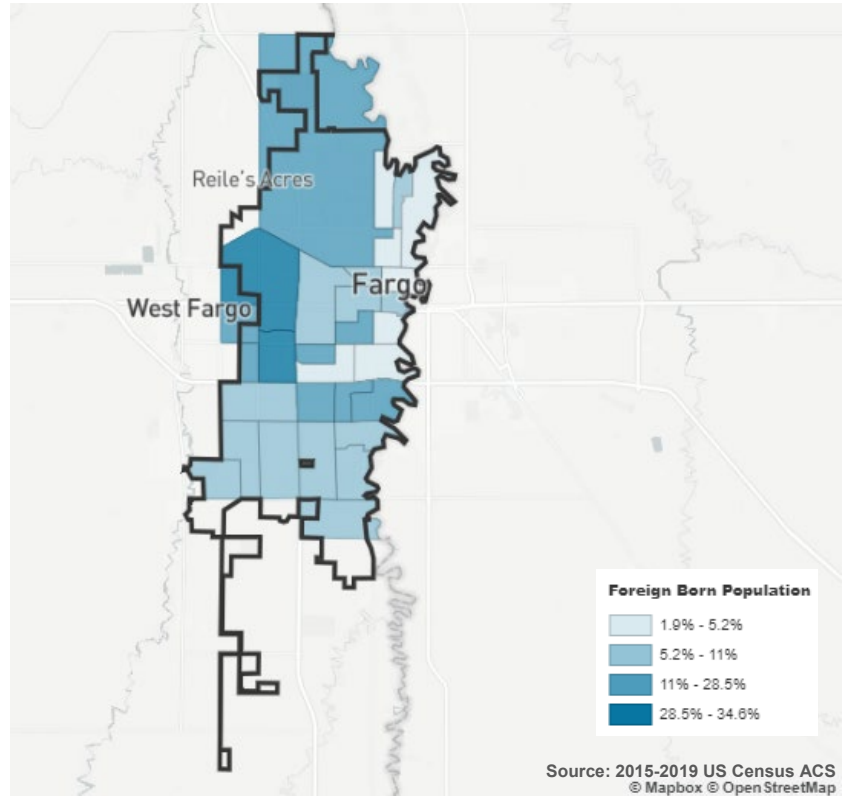 Reile's Acres
Fargo
West Fargo
Foreign Born Population
1.9% - 5.2%
5.2% - 11%
11% - 28.5%
28.5% - 34.6%
Source: 2015-2019 US Census ACS
© Mapbox © OpenStreetMap